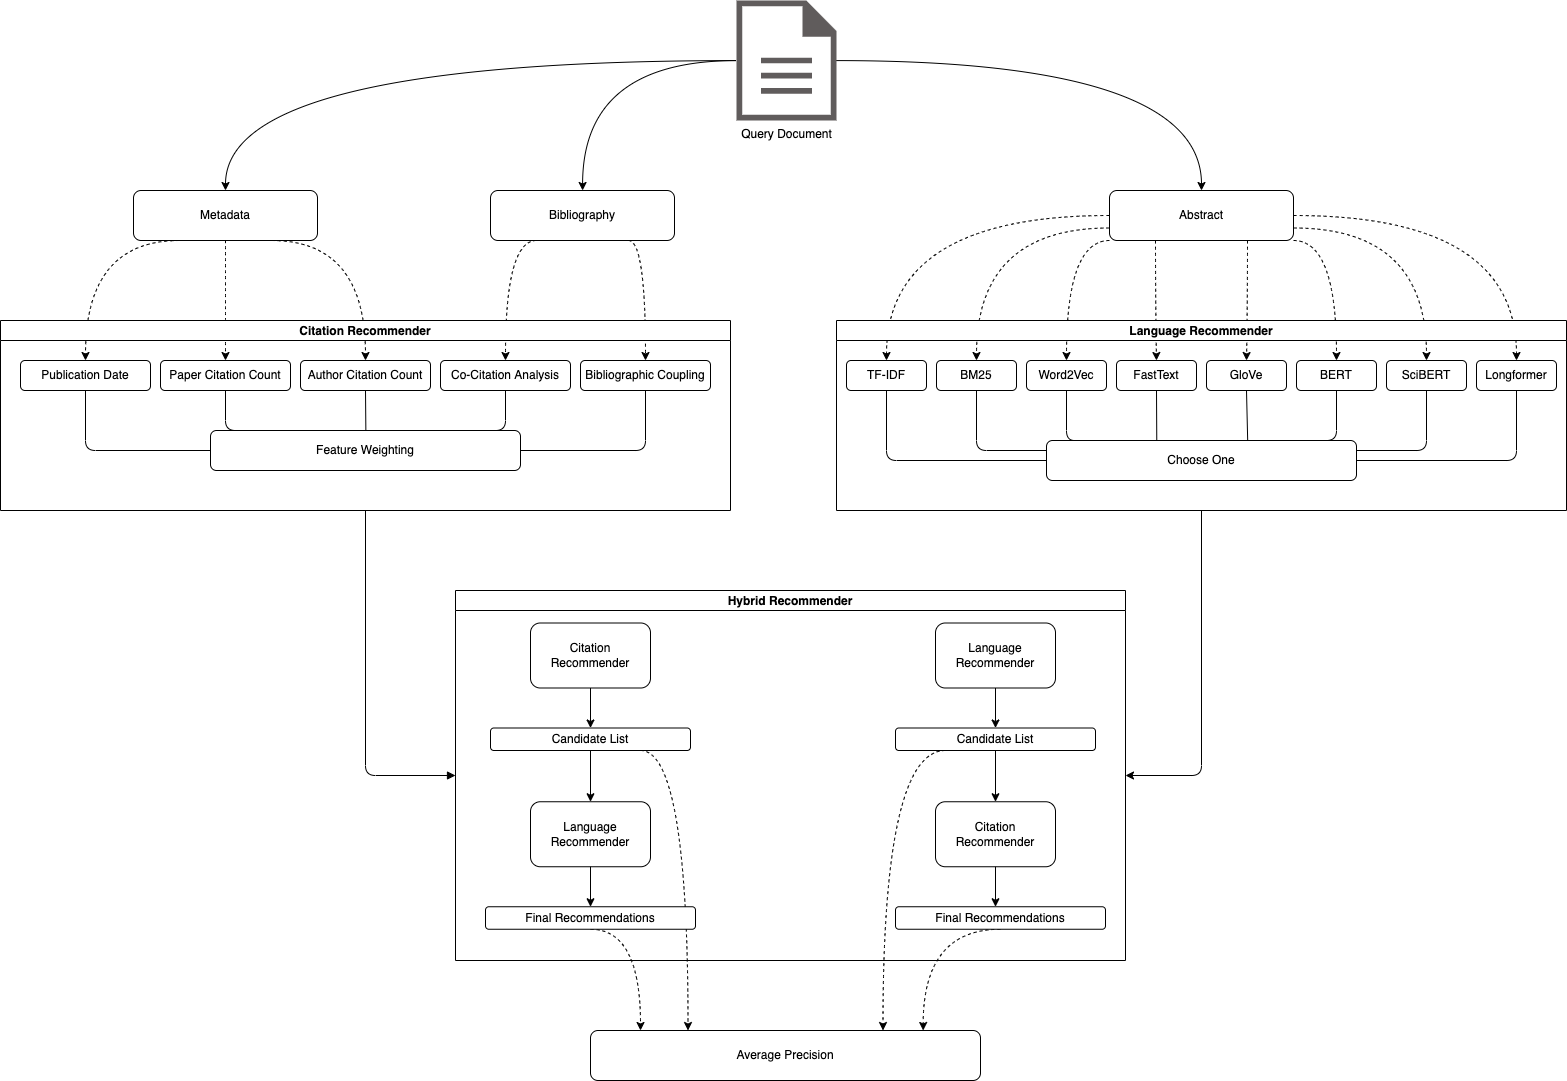 Query Document
Metadata
Bibliography
Abstract
Citation Recommender
Publication Date
Paper Citation Count
Author Citation Count
Co-Citation Analysis
Bibliographic Coupling
Feature Weighting
Language Recommender
TF-IDF
BM25
Word2Vec
FastText
GloVe
BERT
SciBERT
Longformer
Choose One
Hybrid Recommender
Citation
Recommender
Candidate List
Language
Recommender
Final Recommendations
Language
Recommender
Candidate List
Citation
Recommender
Final Recommendations
Average Precision